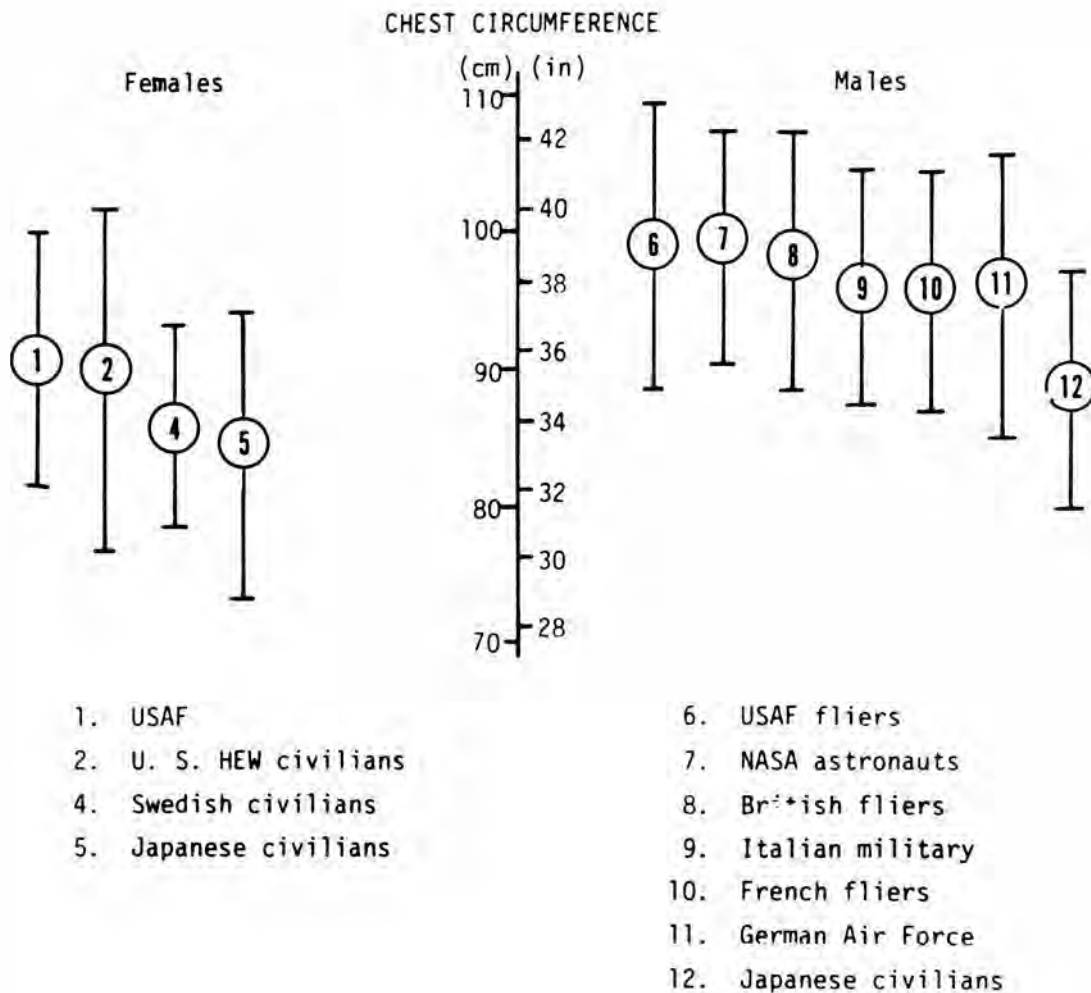 CHEST CIRCUMFERENCE
Females
(cm) (in)
Males
110
42
40
100
38
36
90
34
32
80
30
28
70
1
2
4
5
6
7
8
9
10
11
12
1. USAF
2. U. S. HEW civilians
4. Swedish civilians
5. Japanese civilians
6. USAF fliers
7. NASA astronauts
8. British fliers
9. Italian military
10. French fliers
11. German Air Force
12. Japanese civilians